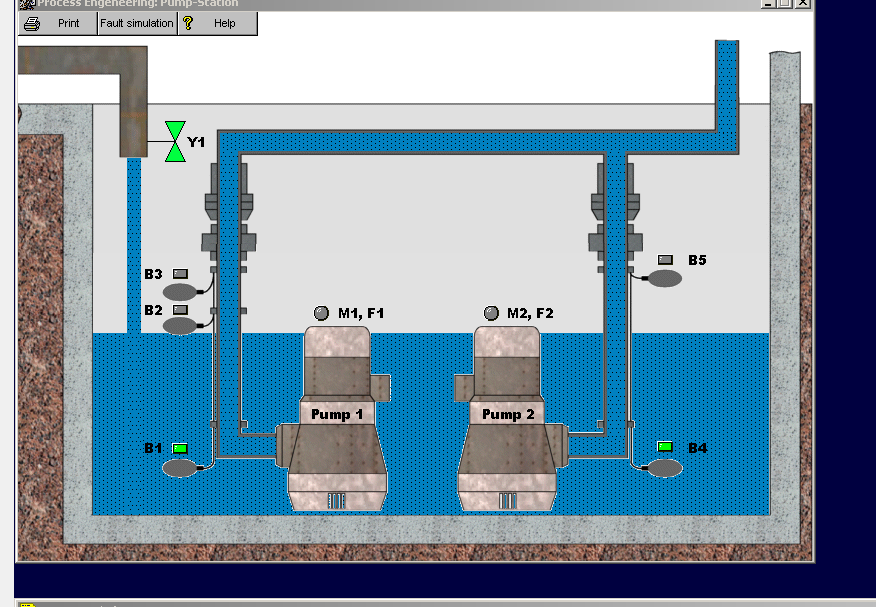 Process Engeneering: Pump-Station
Print Fault simulation Help
Y1
B3
B5
B2
M1, F1 M2, F2
Pump 1 Pump 2
B1
B4